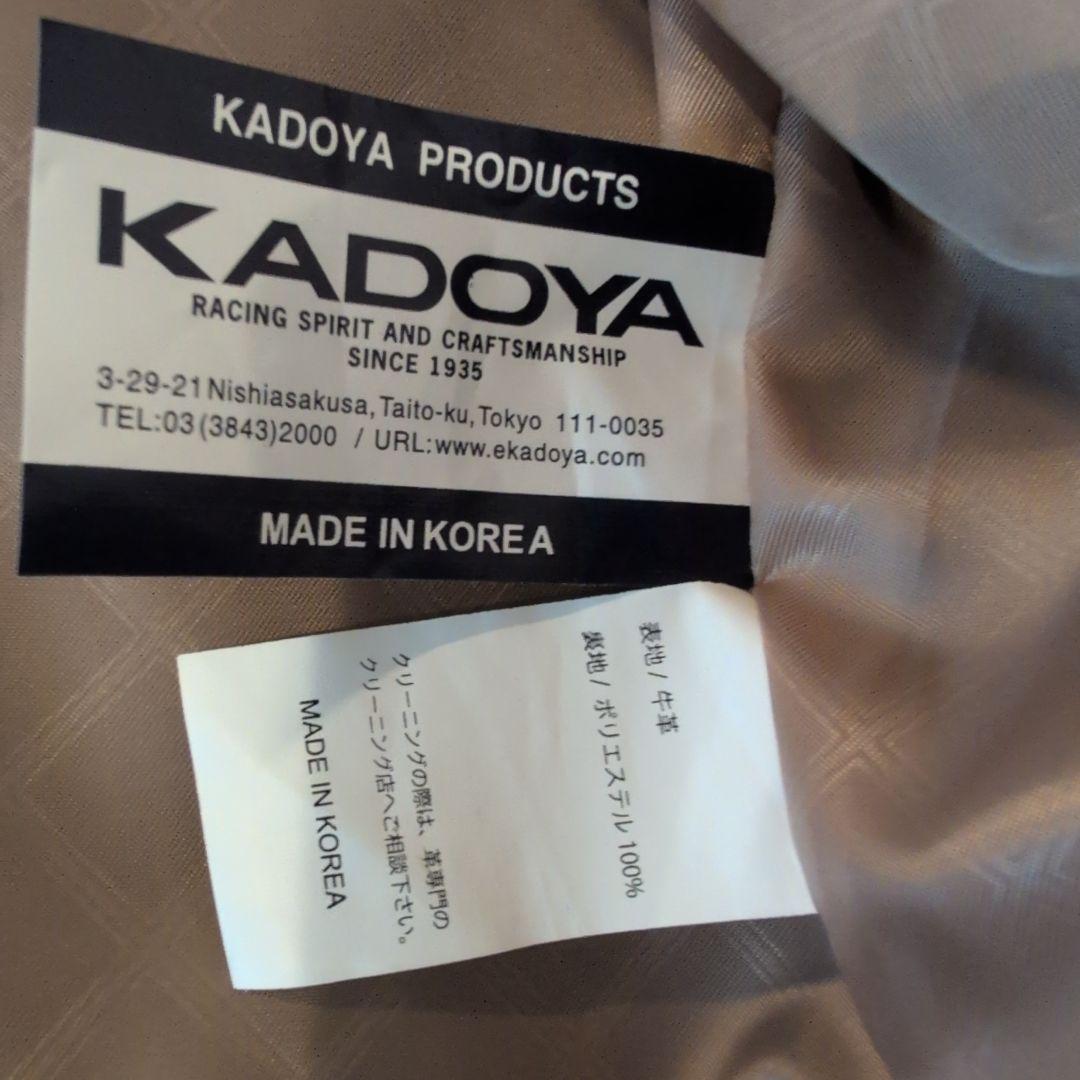 KADOYA PRODUCTS
KADOYA
RACING SPIRIT AND CRAFTSMANSHIP
SINCE 1935
3-29-21 Nishiasakusa, Taito-ku, Tokyo 111-0035
TEL:03(3843)2000 / URL:www.ekadoya.com
MADE IN KOREA
表地 / 牛革
裏地 / ポリエステル 100%
クリーニングの際は、革専門の
クリーニング店へご相談下さい。
MADE IN KOREA